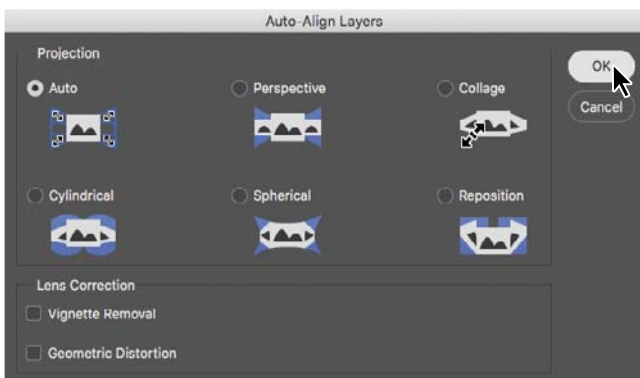 Auto-Align Layers
Projection
OK
Auto
Perspective
Collage
Cancel
Cylindrical
Spherical
Reposition
Lens Correction
Vignette Removal
Geometric Distortion